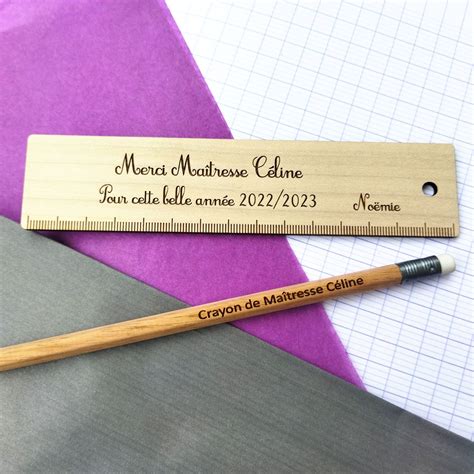 Merci Maîtresse Céline
Pour cette belle année 2022/2023
Noëmie
Crayon de Maîtresse Céline